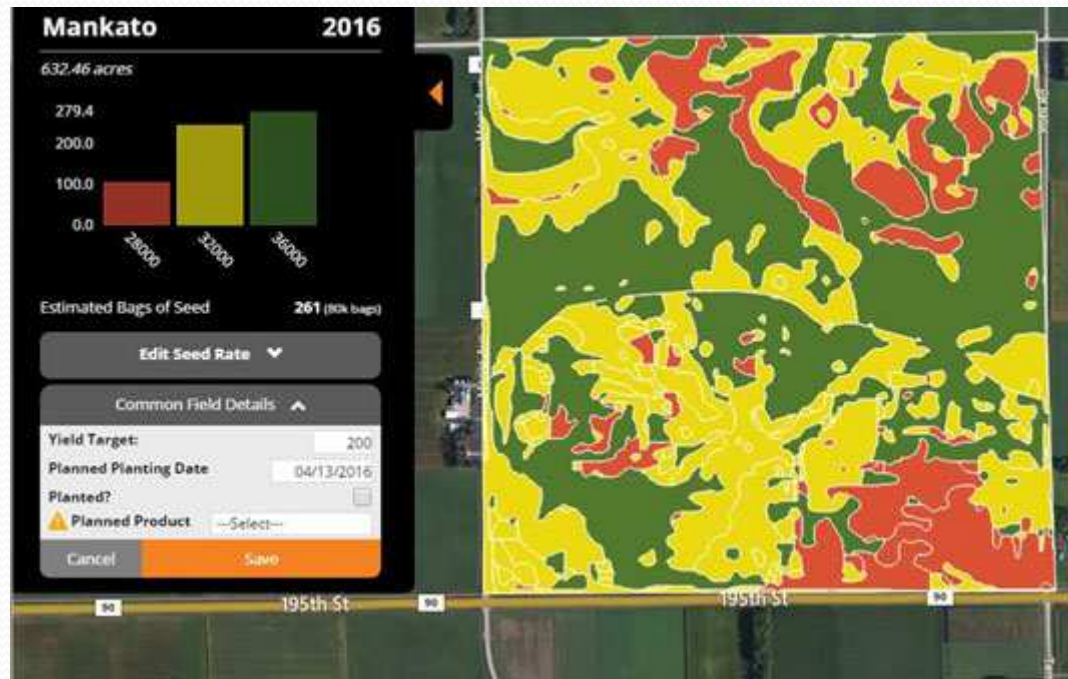 Mankato 2016
632.46 acres
279.4
200.0
100.0
0.0
28000 32000 36000
Estimated Bags of Seed 261 (80k bags)
Edit Seed Rate
Common Field Details
Yield Target: 200
Planned Planting Date 04/13/2016
Planted?
Planned Product ---Select---
Cancel Save
90 195th St 90 195th St 90